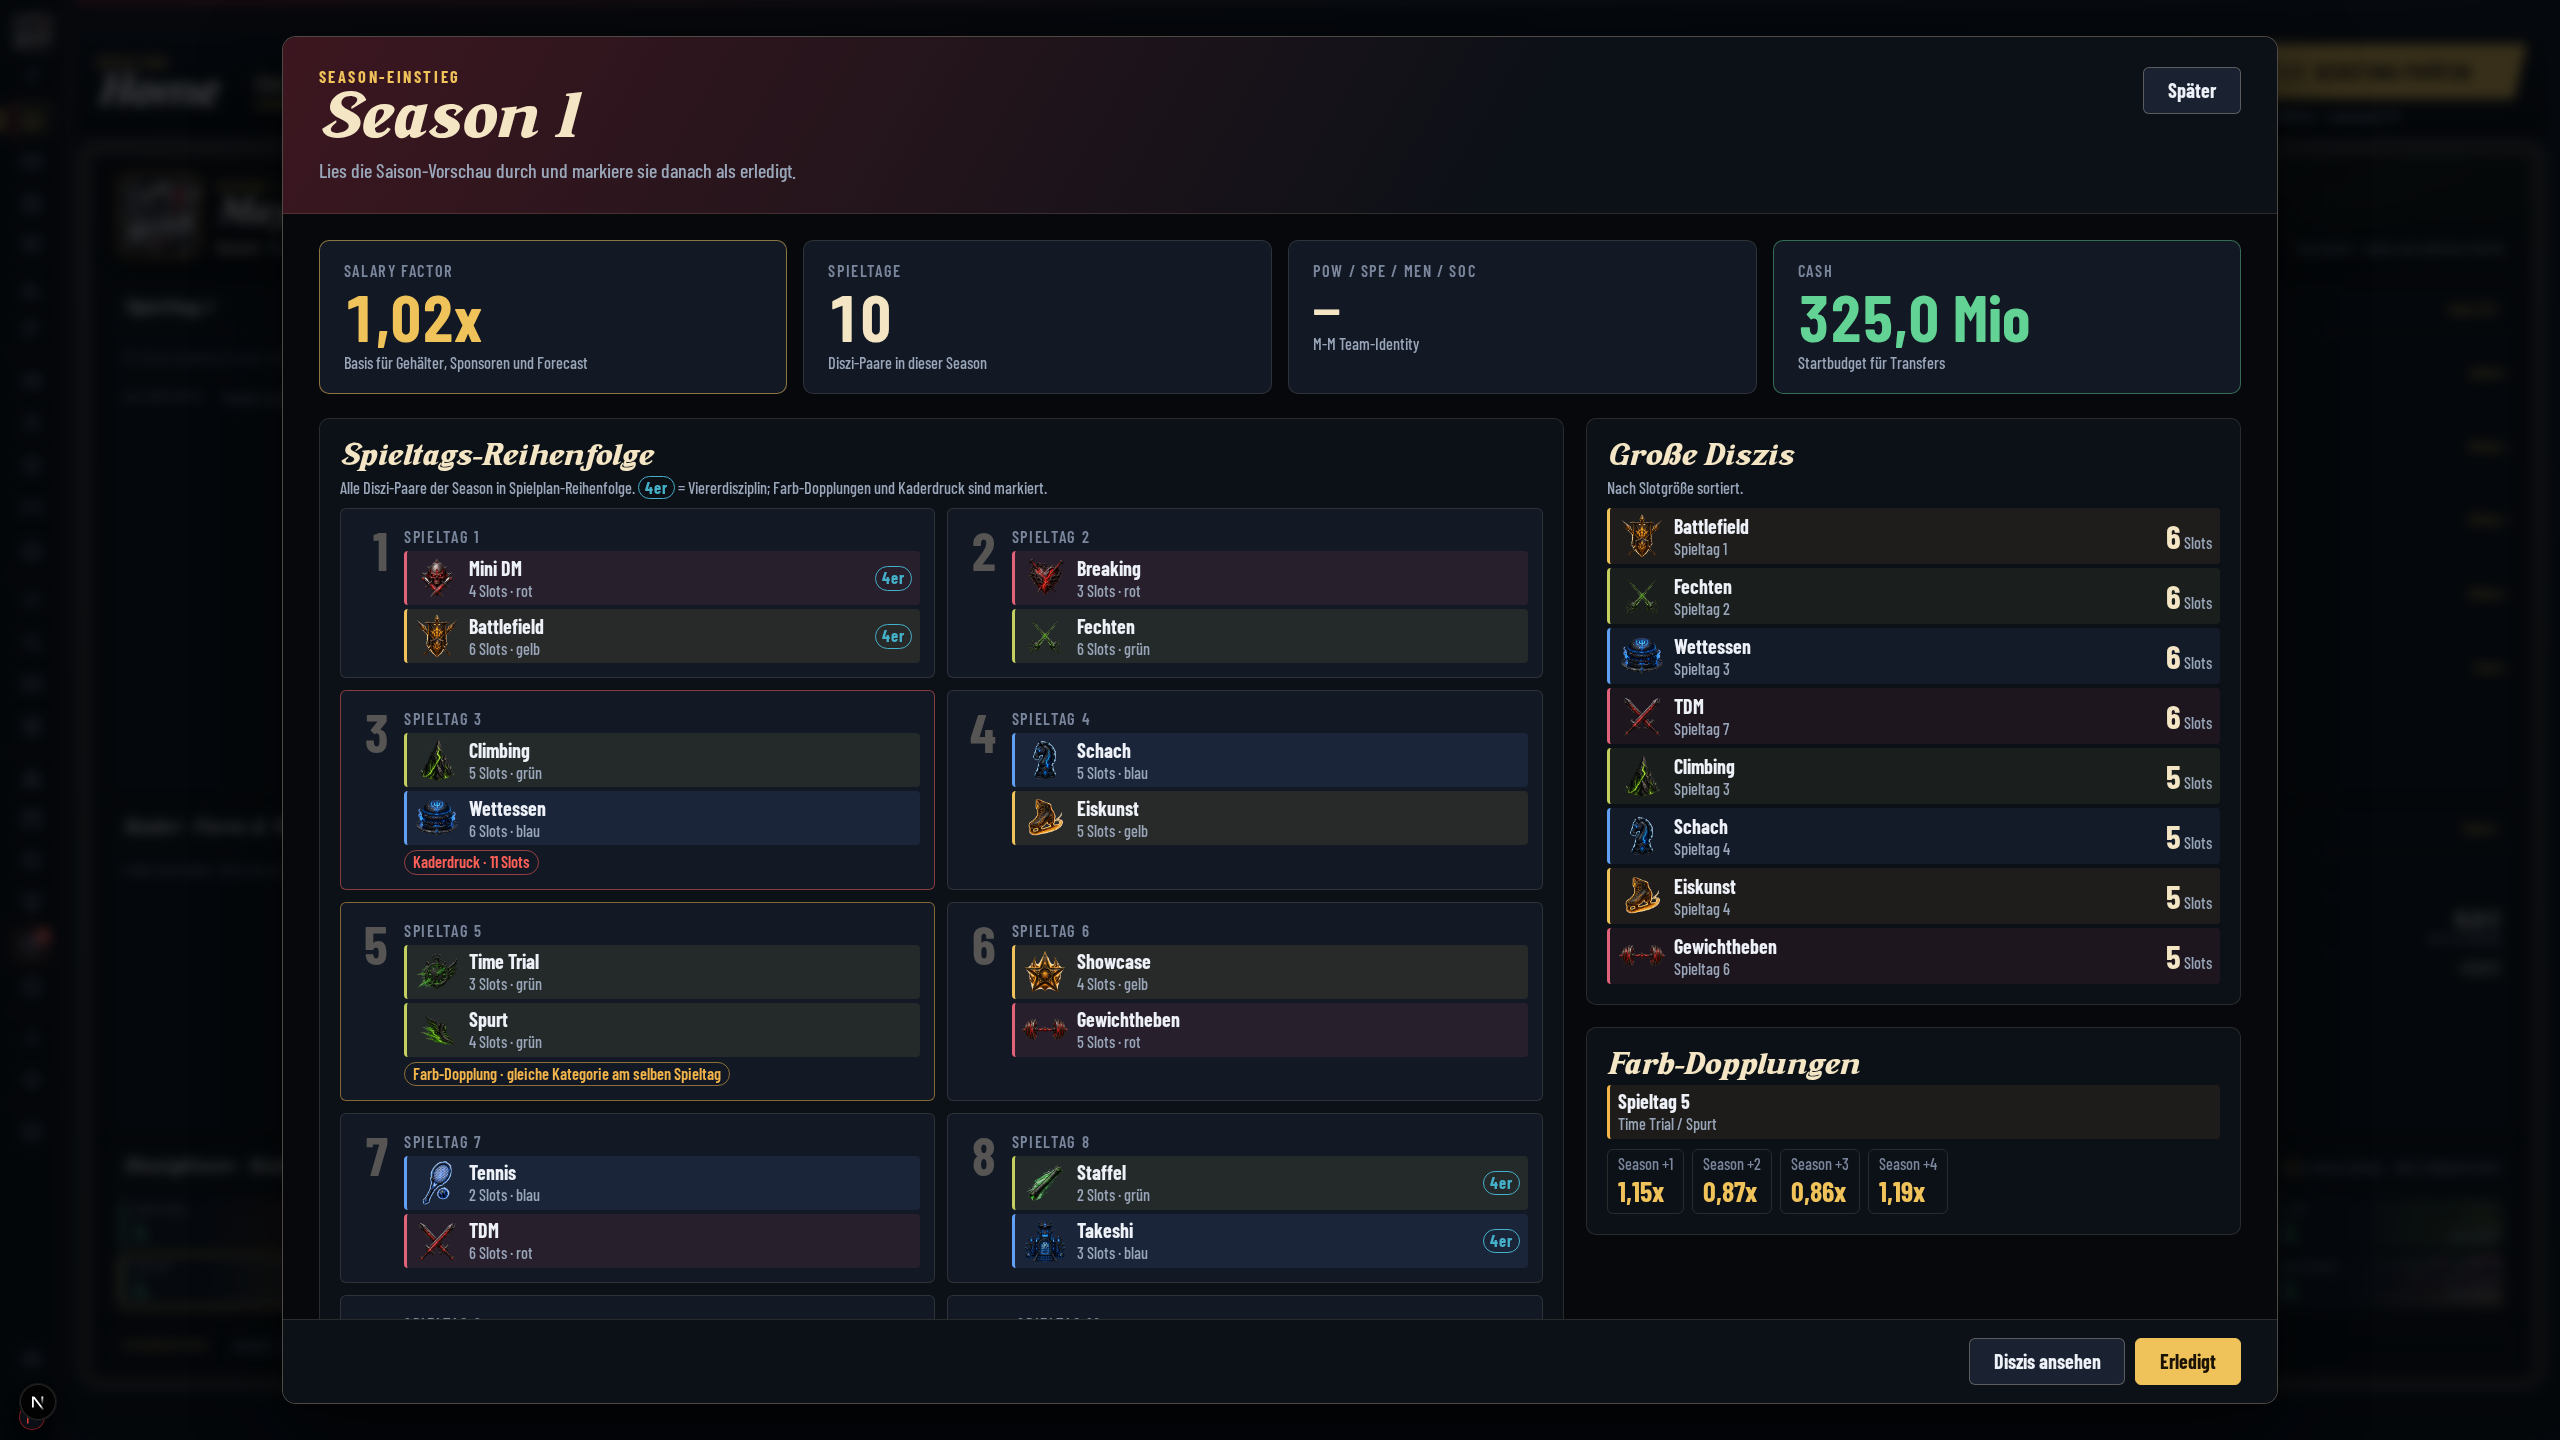 SEASON-EINSTIEG
Season 1
Lies die Saison-Vorschau durch und markiere sie danach als erledigt.
Später
SALARY FACTOR
1,02x
Basis für Gehälter, Sponsoren und Forecast
SPIELTAGE
10
Diszi-Paare in dieser Season
POW / SPE / MEN / SOC
–
M-M Team-Identity
CASH
325,0 Mio
Startbudget für Transfers
Spieltags-Reihenfolge
Alle Diszi-Paare der Season in Spielplan-Reihenfolge. 4er = Viererdisziplin; Farb-Dopplungen und Kaderdruck sind markiert.
1
SPIELTAG 1
Mini DM
4 Slots · rot
4er
Battlefield
6 Slots · gelb
4er
2
SPIELTAG 2
Breaking
3 Slots · rot
Fechten
6 Slots · grün
3
SPIELTAG 3
Climbing
5 Slots · grün
Wettessen
6 Slots · blau
Kaderdruck · 11 Slots
4
SPIELTAG 4
Schach
5 Slots · blau
Eiskunst
5 Slots · gelb
5
SPIELTAG 5
Time Trial
3 Slots · grün
Spurt
4 Slots · grün
Farb-Dopplung · gleiche Kategorie am selben Spieltag
6
SPIELTAG 6
Showcase
4 Slots · gelb
Gewichtheben
5 Slots · rot
7
SPIELTAG 7
Tennis
2 Slots · blau
TDM
6 Slots · rot
8
SPIELTAG 8
Staffel
2 Slots · grün
4er
Takeshi
3 Slots · blau
4er
Große Diszis
Nach Slotgröße sortiert.
Battlefield
Spieltag 1
6 Slots
Fechten
Spieltag 2
6 Slots
Wettessen
Spieltag 3
6 Slots
TDM
Spieltag 7
6 Slots
Climbing
Spieltag 3
5 Slots
Schach
Spieltag 4
5 Slots
Eiskunst
Spieltag 4
5 Slots
Gewichtheben
Spieltag 6
5 Slots
Farb-Dopplungen
Spieltag 5
Time Trial / Spurt
Season +1
1,15x
Season +2
0,87x
Season +3
0,86x
Season +4
1,19x
Diszis ansehen
Erledigt
Home
N